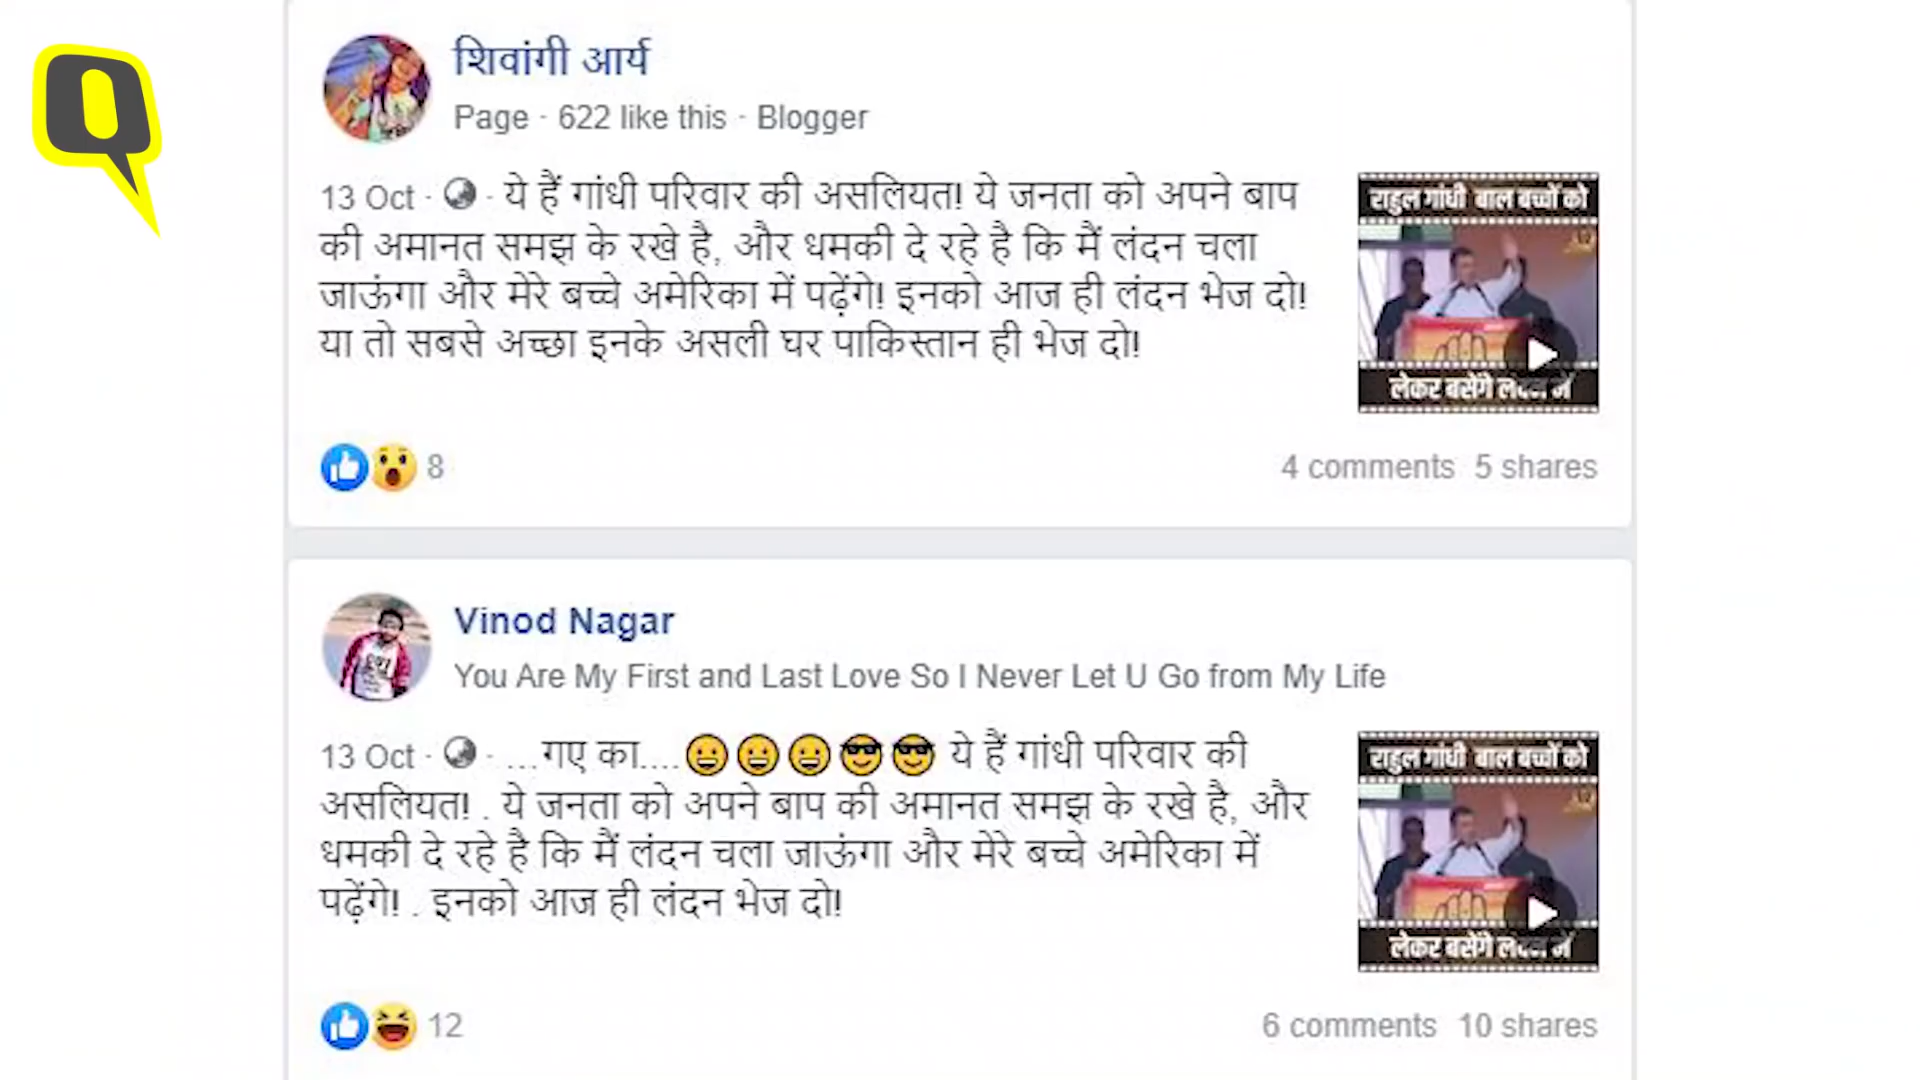 Q
शिवांगी आर्य
Page · 622 like this · Blogger
13 Oct · · ये हैं गांधी परिवार की असलियत! ये जनता को अपने बाप
की अमानत समझ के रखे है, और धमकी दे रहे है कि मैं लंदन चला
जाऊंगा और मेरे बच्चे अमेरिका में पढ़ेंगे! इनको आज ही लंदन भेज दो!
या तो सबसे अच्छा इनके असली घर पाकिस्तान ही भेज दो!
राहुल गांधी बाल बच्चों को
लेकर बसेंगे लंदन में
8
4 comments 5 shares
Vinod Nagar
You Are My First and Last Love So I Never Let U Go from My Life
13 Oct · · ...गए का....😀😀😀😎😎 ये हैं गांधी परिवार की
असलियत! . ये जनता को अपने बाप की अमानत समझ के रखे है, और
धमकी दे रहे है कि मैं लंदन चला जाऊंगा और मेरे बच्चे अमेरिका में
पढ़ेंगे! . इनको आज ही लंदन भेज दो!
राहुल गांधी बाल बच्चों को
लेकर बसेंगे लंदन में
12
6 comments 10 shares